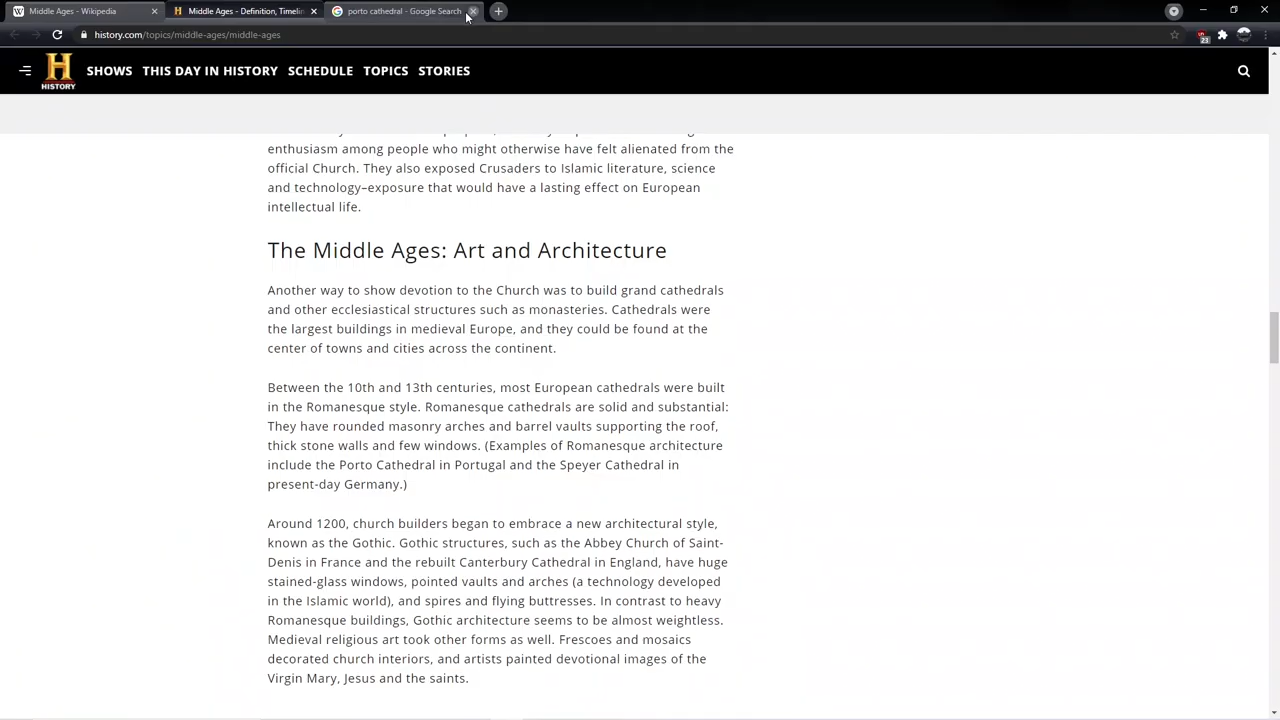 Middle Ages - Wikipedia
Middle Ages - Definition, Timelin
porto cathedral - Google Search
history.com/topics/middle-ages/middle-ages
23
H
HISTORY
SHOWS THIS DAY IN HISTORY SCHEDULE TOPICS STORIES
enthusiasm among people who might otherwise have felt alienated from the
official Church. They also exposed Crusaders to Islamic literature, science
and technology–exposure that would have a lasting effect on European
intellectual life.
The Middle Ages: Art and Architecture
Another way to show devotion to the Church was to build grand cathedrals
and other ecclesiastical structures such as monasteries. Cathedrals were
the largest buildings in medieval Europe, and they could be found at the
center of towns and cities across the continent.
Between the 10th and 13th centuries, most European cathedrals were built
in the Romanesque style. Romanesque cathedrals are solid and substantial:
They have rounded masonry arches and barrel vaults supporting the roof,
thick stone walls and few windows. (Examples of Romanesque architecture
include the Porto Cathedral in Portugal and the Speyer Cathedral in
present-day Germany.)
Around 1200, church builders began to embrace a new architectural style,
known as the Gothic. Gothic structures, such as the Abbey Church of Saint-
Denis in France and the rebuilt Canterbury Cathedral in England, have huge
stained-glass windows, pointed vaults and arches (a technology developed
in the Islamic world), and spires and flying buttresses. In contrast to heavy
Romanesque buildings, Gothic architecture seems to be almost weightless.
Medieval religious art took other forms as well. Frescoes and mosaics
decorated church interiors, and artists painted devotional images of the
Virgin Mary, Jesus and the saints.